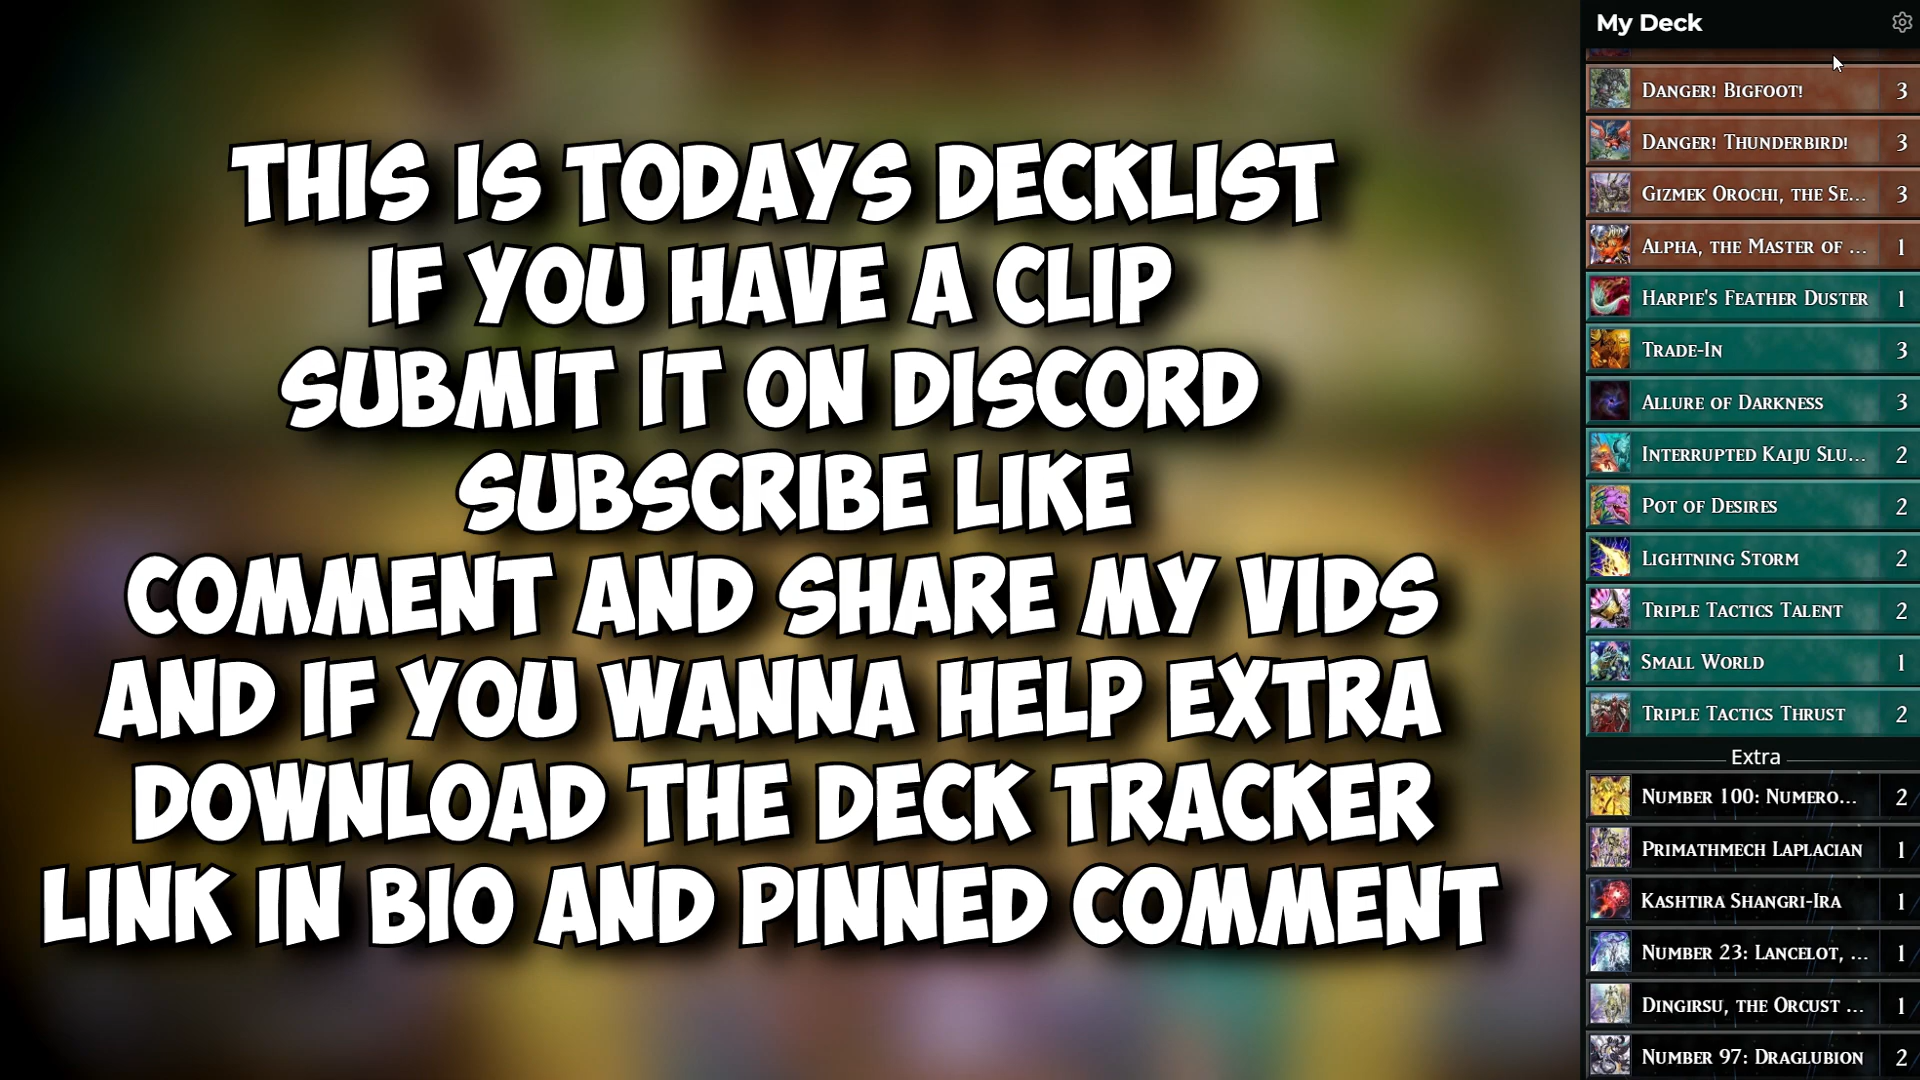 THIS IS TODAYS DECKLIST
IF YOU HAVE A CLIP
SUBMIT IT ON DISCORD
SUBSCRIBE LIKE
COMMENT AND SHARE MY VIDS
AND IF YOU WANNA HELP EXTRA
DOWNLOAD THE DECK TRACKER
LINK IN BIO AND PINNED COMMENT
My Deck
DANGER! BIGFOOT! 3
DANGER! THUNDERBIRD! 3
GIZMEK OROCHI, THE SE... 3
ALPHA, THE MASTER OF ... 1
HARPIE'S FEATHER DUSTER 1
TRADE-IN 3
ALLURE OF DARKNESS 3
INTERRUPTED KAIJU SLU... 2
POT OF DESIRES 2
LIGHTNING STORM 2
TRIPLE TACTICS TALENT 2
SMALL WORLD 1
TRIPLE TACTICS THRUST 2
Extra
NUMBER 100: NUMERO... 2
PRIMATHMECH LAPLACIAN 1
KASHTIRA SHANGRI-IRA 1
NUMBER 23: LANCELOT, ... 1
DINGIRSU, THE ORCUST ... 1
NUMBER 97: DRAGLUBION 2